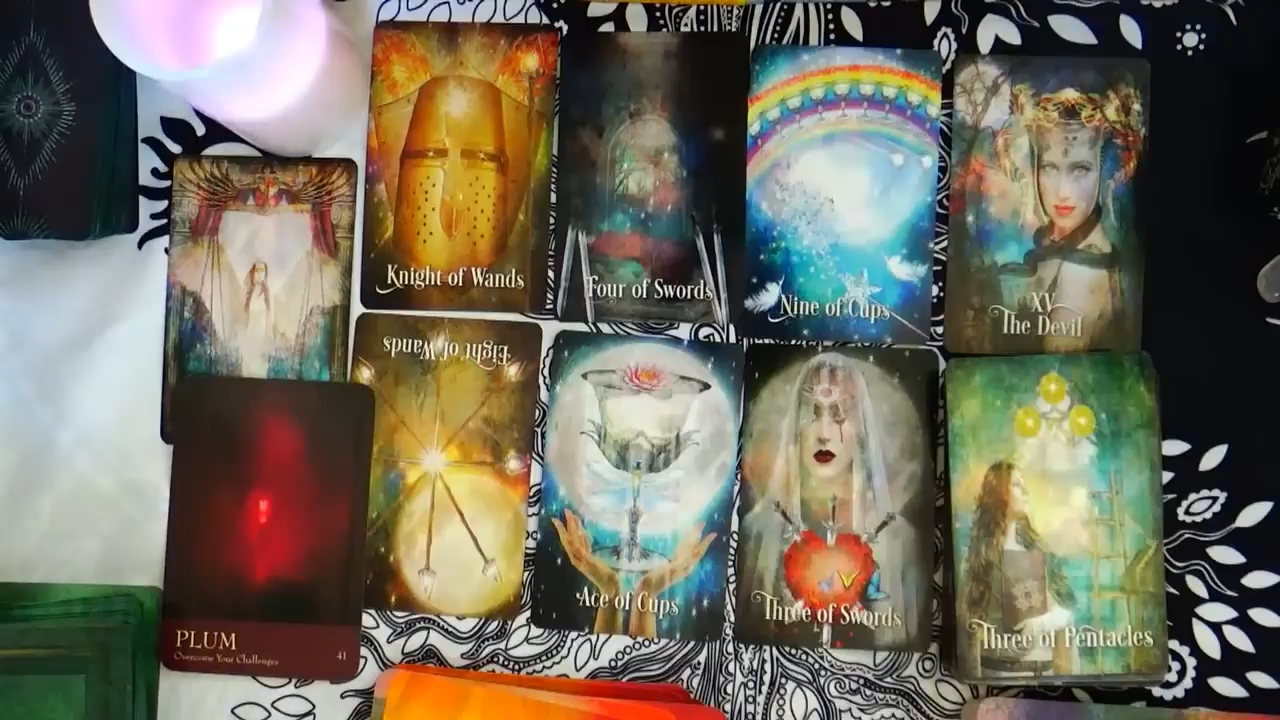 Knight of Wands
Four of Swords
Nine of Cups
XV
The Devil
Eight of Wands
Ace of Cups
Three of Swords
Three of Pentacles
PLUM
Overcome Your Challenges
41